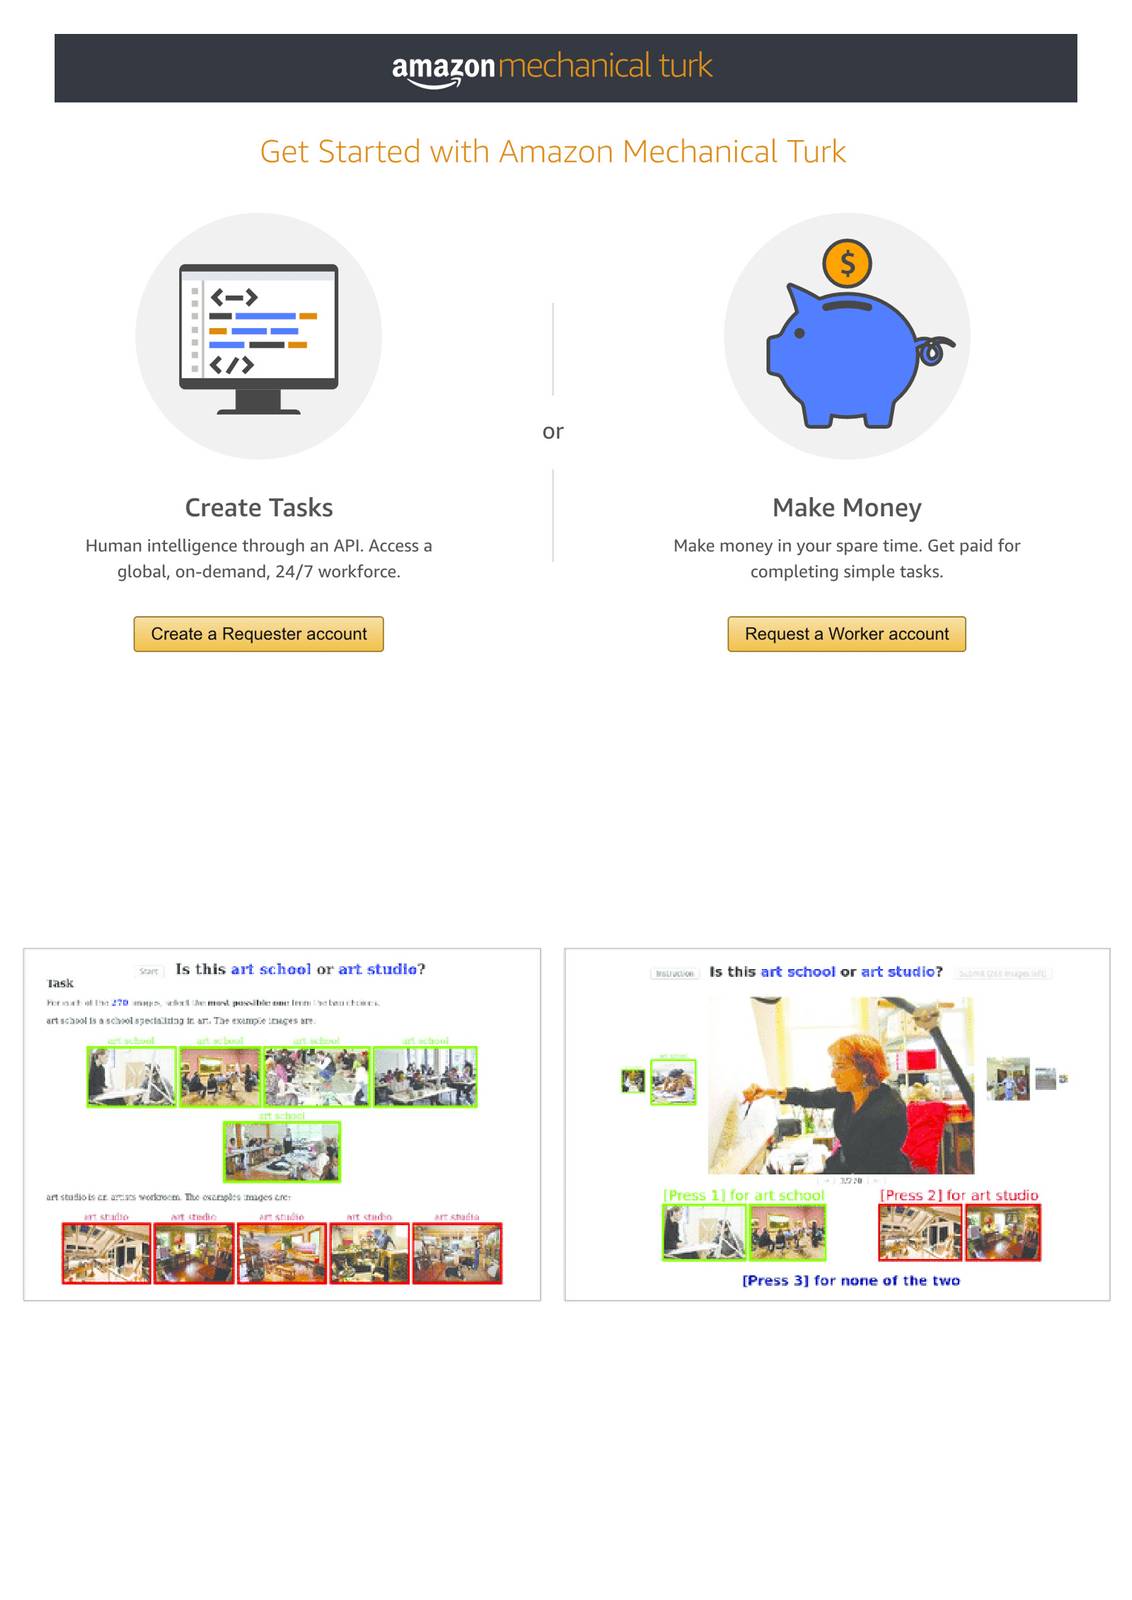 amazon mechanical turk
Get Started with Amazon Mechanical Turk
$
<—>
</>
or
Create Tasks
Human intelligence through an API. Access a
global, on-demand, 24/7 workforce.
Create a Requester account
Make Money
Make money in your spare time. Get paid for
completing simple tasks.
Request a Worker account
Start
Is this art school or art studio?
Task
For each of the 270 images, select the most possible one from the two choices.
art school is a school specializing in art. The example images are:
art school art school art school art school
art school
art studio is an artists workroom. The examples images are:
art studio art studio art studio art studio art studio
Instruction
Is this art school or art studio?
Submit (268 images left)
art school
[Press 1] for art school
[Press 2] for art studio
[Press 3] for none of the two